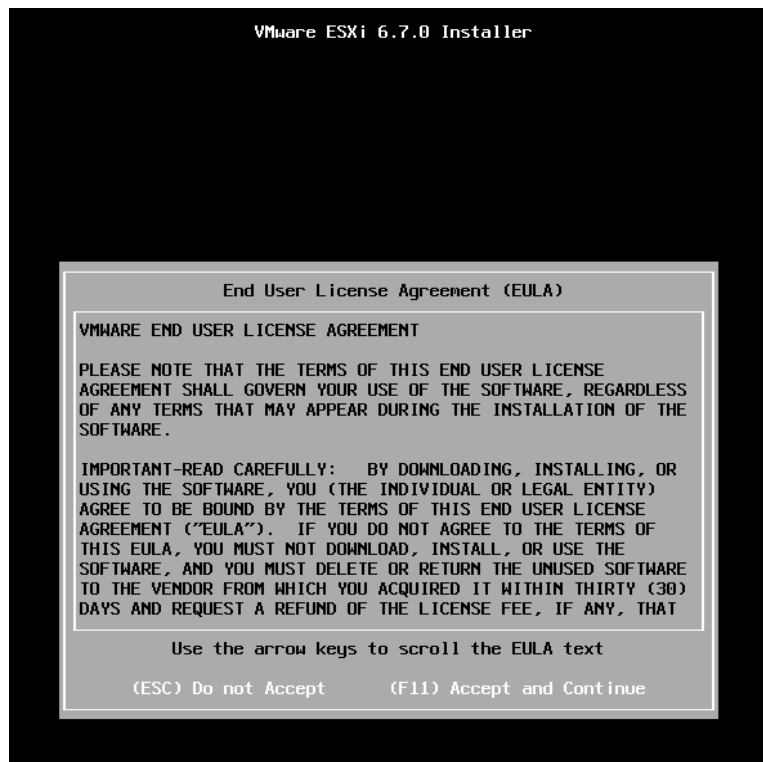 VMware ESXi 6.7.0 Installer
End User License Agreement (EULA)
VMWARE END USER LICENSE AGREEMENT
PLEASE NOTE THAT THE TERMS OF THIS END USER LICENSE
AGREEMENT SHALL GOVERN YOUR USE OF THE SOFTWARE, REGARDLESS
OF ANY TERMS THAT MAY APPEAR DURING THE INSTALLATION OF THE
SOFTWARE.
IMPORTANT-READ CAREFULLY:   BY DOWNLOADING, INSTALLING, OR
USING THE SOFTWARE, YOU (THE INDIVIDUAL OR LEGAL ENTITY)
AGREE TO BE BOUND BY THE TERMS OF THIS END USER LICENSE
AGREEMENT ("EULA").  IF YOU DO NOT AGREE TO THE TERMS OF
THIS EULA, YOU MUST NOT DOWNLOAD, INSTALL, OR USE THE
SOFTWARE, AND YOU MUST DELETE OR RETURN THE UNUSED SOFTWARE
TO THE VENDOR FROM WHICH YOU ACQUIRED IT WITHIN THIRTY (30)
DAYS AND REQUEST A REFUND OF THE LICENSE FEE, IF ANY, THAT
Use the arrow keys to scroll the EULA text
(ESC) Do not Accept (F11) Accept and Continue